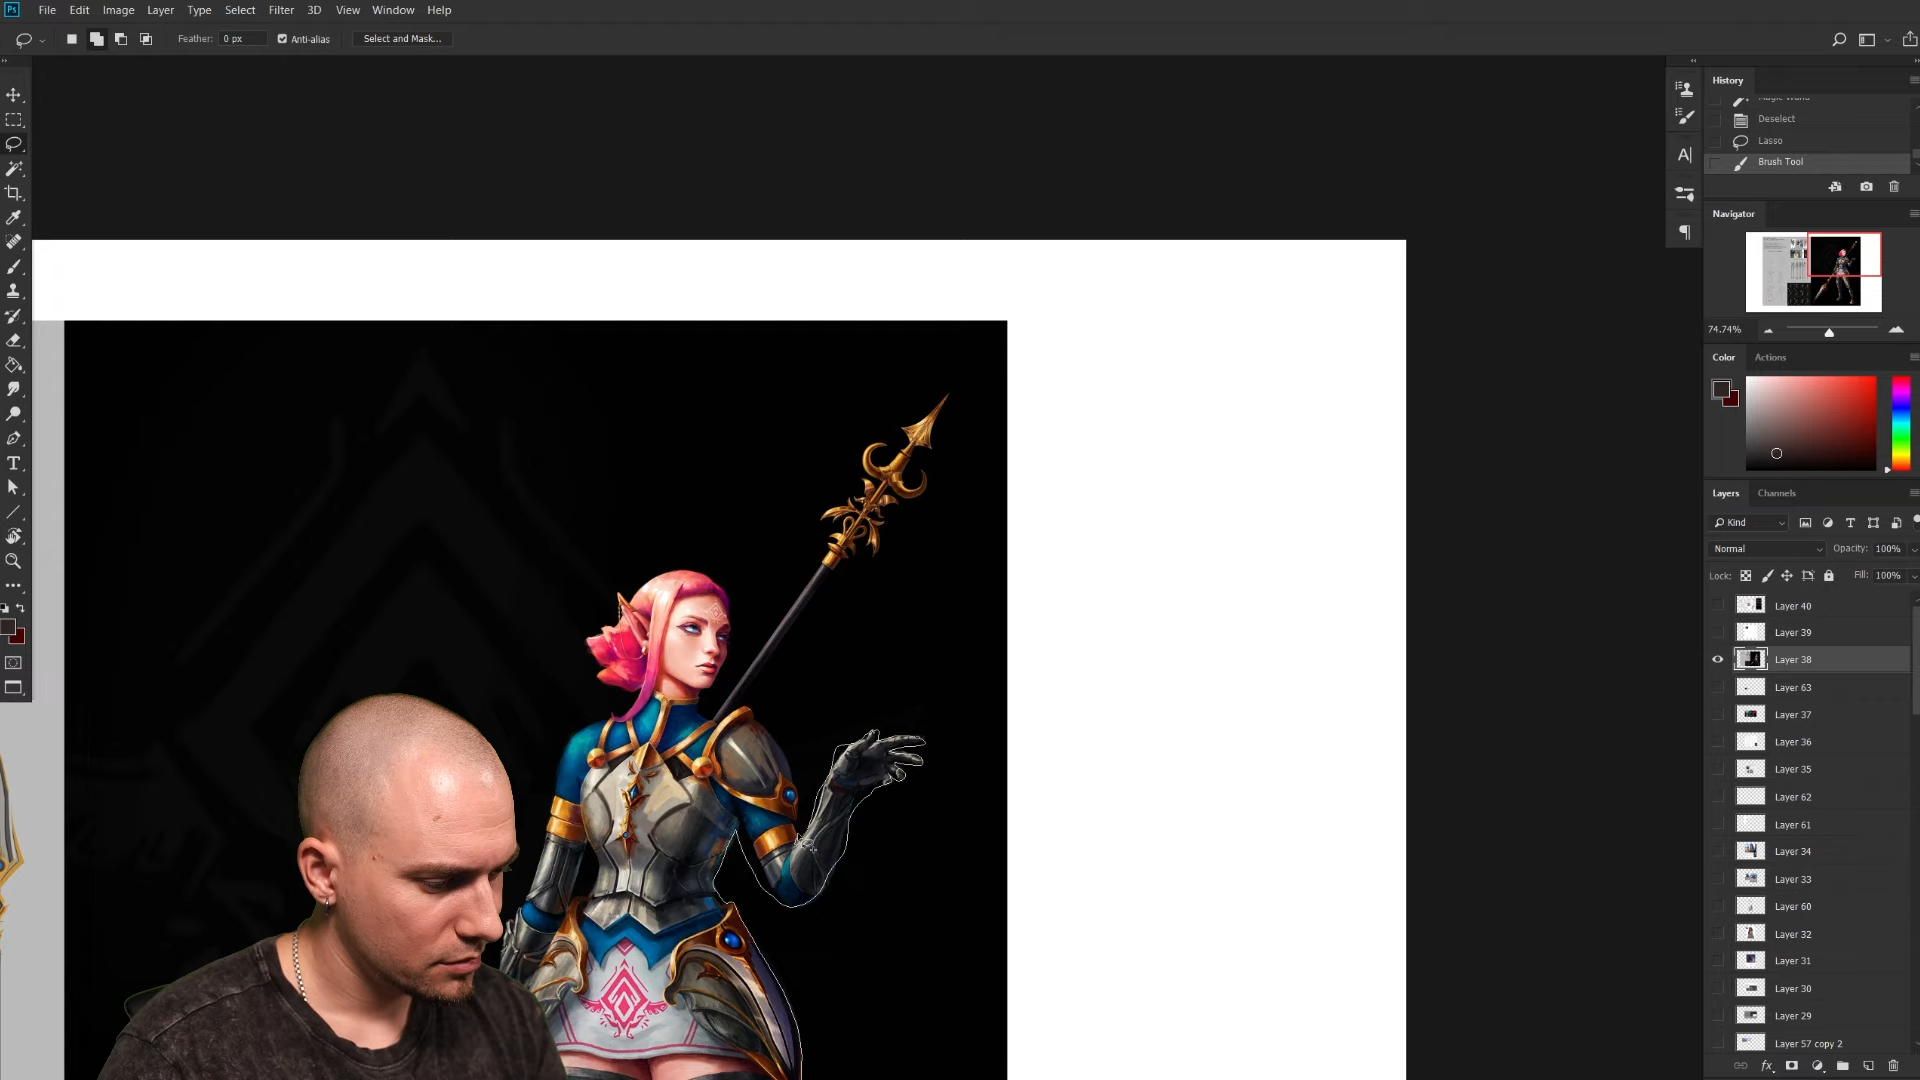 Ps File Edit Image Layer Type Select Filter 3D View Window Help
Feather: 0 px Anti-alias Select and Mask...
History
Magic Wand
Deselect
Lasso
Brush Tool
Navigator
74.74%
Color Actions
Layers Channels
Kind
Normal Opacity: 100%
Lock: Fill: 100%
Layer 40
Layer 39
Layer 38
Layer 63
Layer 37
Layer 36
Layer 35
Layer 62
Layer 61
Layer 34
Layer 33
Layer 60
Layer 32
Layer 31
Layer 30
Layer 29
Layer 57 copy 2
fx